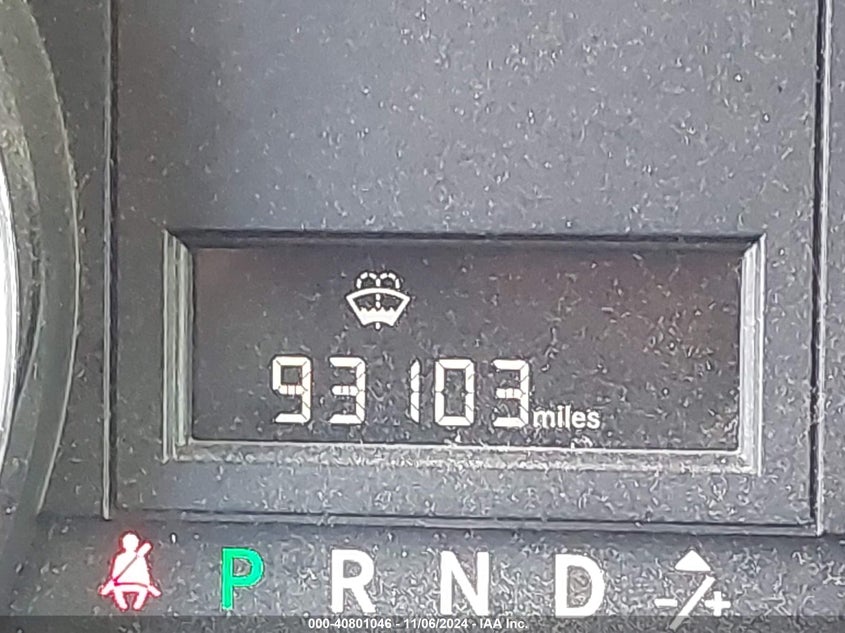 93103 miles
P R N D -/+
000-40801046 - 11/06/2024 - IAA Inc.